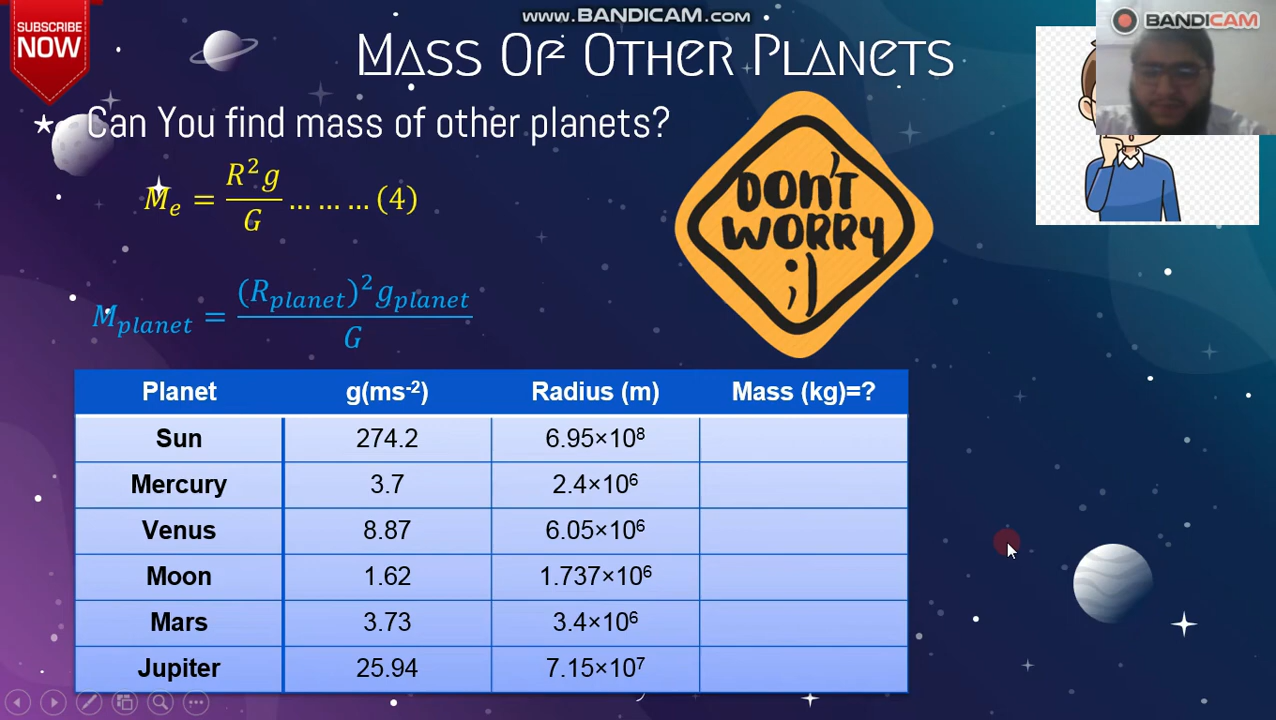 www.BANDICAM.com
SUBSCRIBE
NOW
BANDICAM
Mass Of Other Planets
Can You find mass of other planets?
Mₑ = R²g / G … … … (4)
DON'T
WORRY
;)
M_planet = (R_planet)² g_planet / G
Planet g(ms⁻²) Radius (m) Mass (kg)=?
Sun 274.2 6.95×10⁸
Mercury 3.7 2.4×10⁶
Venus 8.87 6.05×10⁶
Moon 1.62 1.737×10⁶
Mars 3.73 3.4×10⁶
Jupiter 25.94 7.15×10⁷